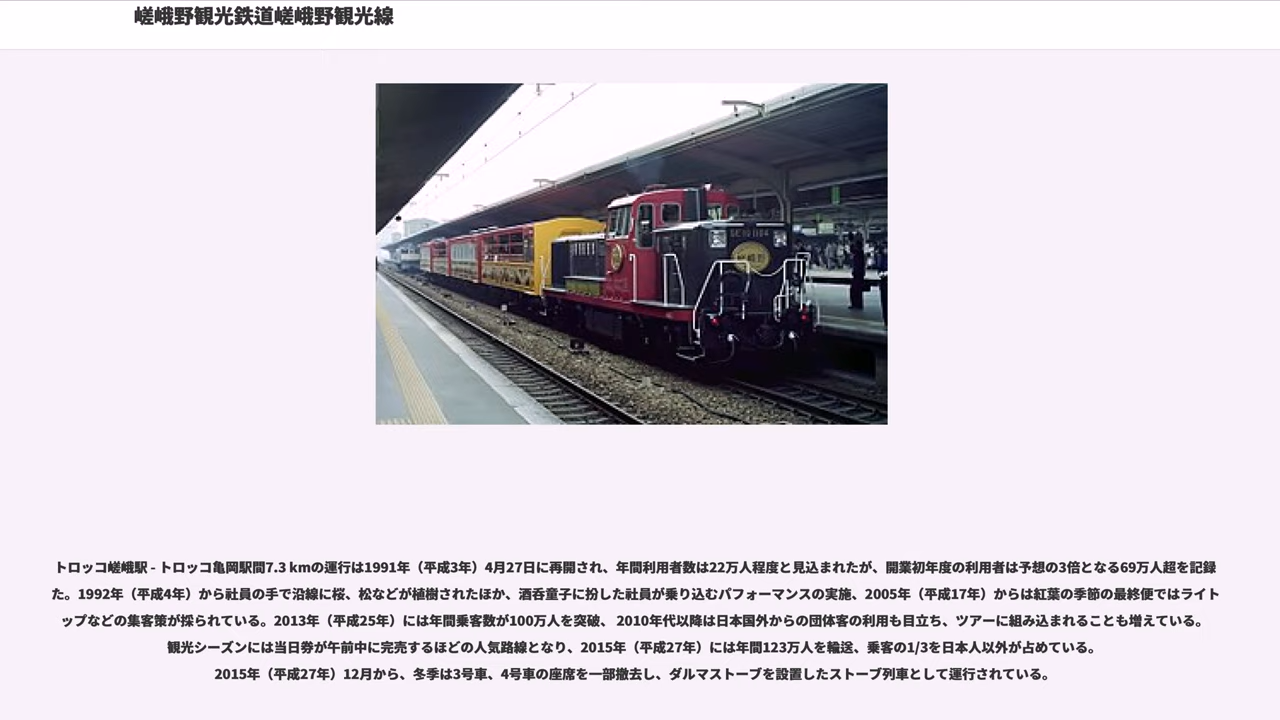 嵯峨野観光鉄道嵯峨野観光線
DE10 1104
嵯峨野
トロッコ嵯峨駅 - トロッコ亀岡駅間7.3 kmの運行は1991年（平成3年）4月27日に再開され、年間利用者数は22万人程度と見込まれたが、開業初年度の利用者は予想の3倍となる69万人超を記録
た。1992年（平成4年）から社員の手で沿線に桜、松などが植樹されたほか、酒呑童子に扮した社員が乗り込むパフォーマンスの実施、2005年（平成17年）からは紅葉の季節の最終便ではライト
ップなどの集客策が採られている。2013年（平成25年）には年間乗客数が100万人を突破、 2010年代以降は日本国外からの団体客の利用も目立ち、ツアーに組み込まれることも増えている。
観光シーズンには当日券が午前中に完売するほどの人気路線となり、2015年（平成27年）には年間123万人を輸送、乗客の1/3を日本人以外が占めている。
2015年（平成27年）12月から、冬季は3号車、4号車の座席を一部撤去し、ダルマストーブを設置したストーブ列車として運行されている。